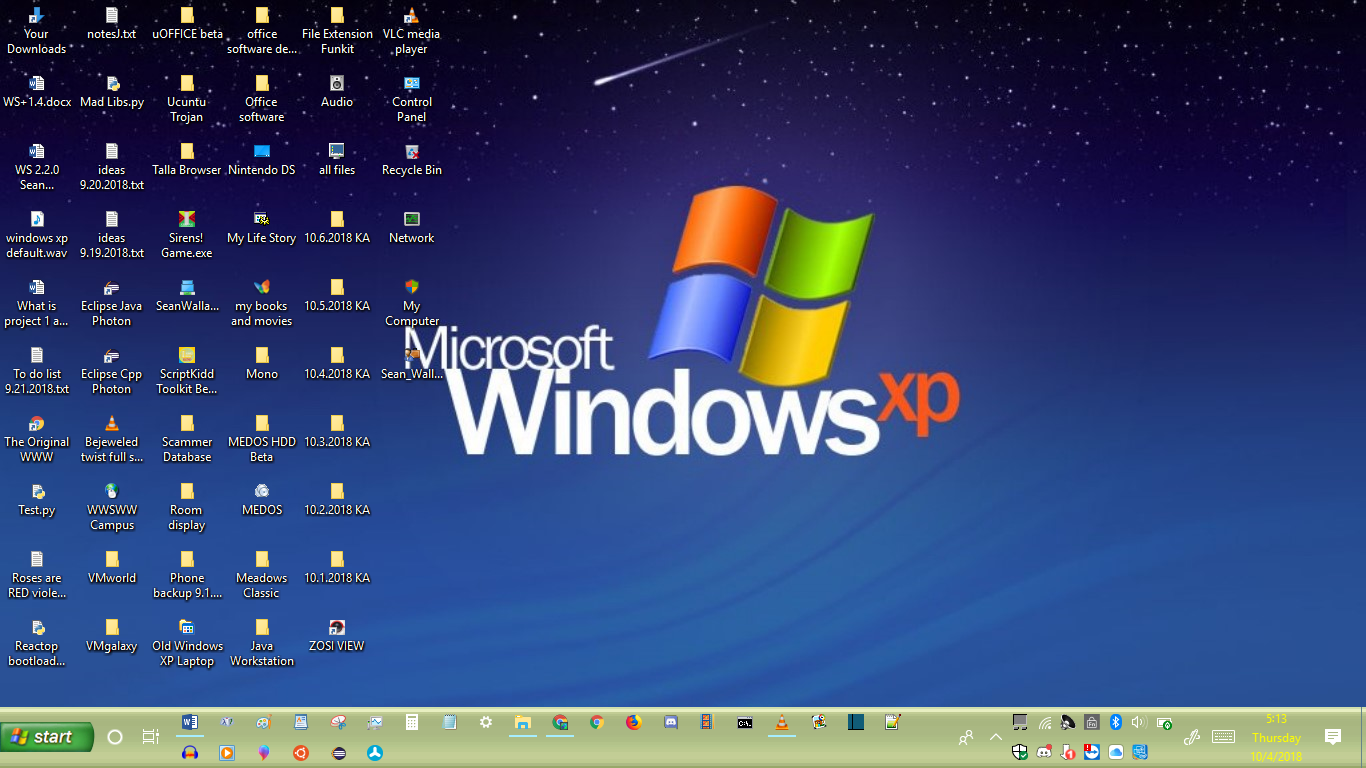 Your
Downloads
notesJ.txt
uOFFICE beta
office
software de...
File Extension
Funkit
VLC media
player
WS+1.4.docx
Mad Libs.py
Ucuntu
Trojan
Office
software
Audio
Control
Panel
WS 2.2.0
Sean...
ideas
9.20.2018.txt
Talla Browser
Nintendo DS
all files
Recycle Bin
windows xp
default.wav
ideas
9.19.2018.txt
Sirens!
Game.exe
My Life Story
10.6.2018 KA
Network
What is
project 1 a...
Eclipse Java
Photon
SeanWalla...
my books
and movies
10.5.2018 KA
My
Computer
To do list
9.21.2018.txt
Eclipse Cpp
Photon
ScriptKidd
Toolkit Be...
Mono
10.4.2018 KA
Sean_Wall...
The Original
WWW
Bejeweled
twist full s...
Scammer
Database
MEDOS HDD
Beta
10.3.2018 KA
Test.py
WWSWW
Campus
Room
display
MEDOS
10.2.2018 KA
Roses are
RED viole...
VMworld
Phone
backup 9.1....
Meadows
Classic
10.1.2018 KA
Reactop
bootload...
VMgalaxy
Old Windows
XP Laptop
Java
Workstation
ZOSI VIEW
Microsoft
Windows xp
start
5:13
Thursday
10/4/2018